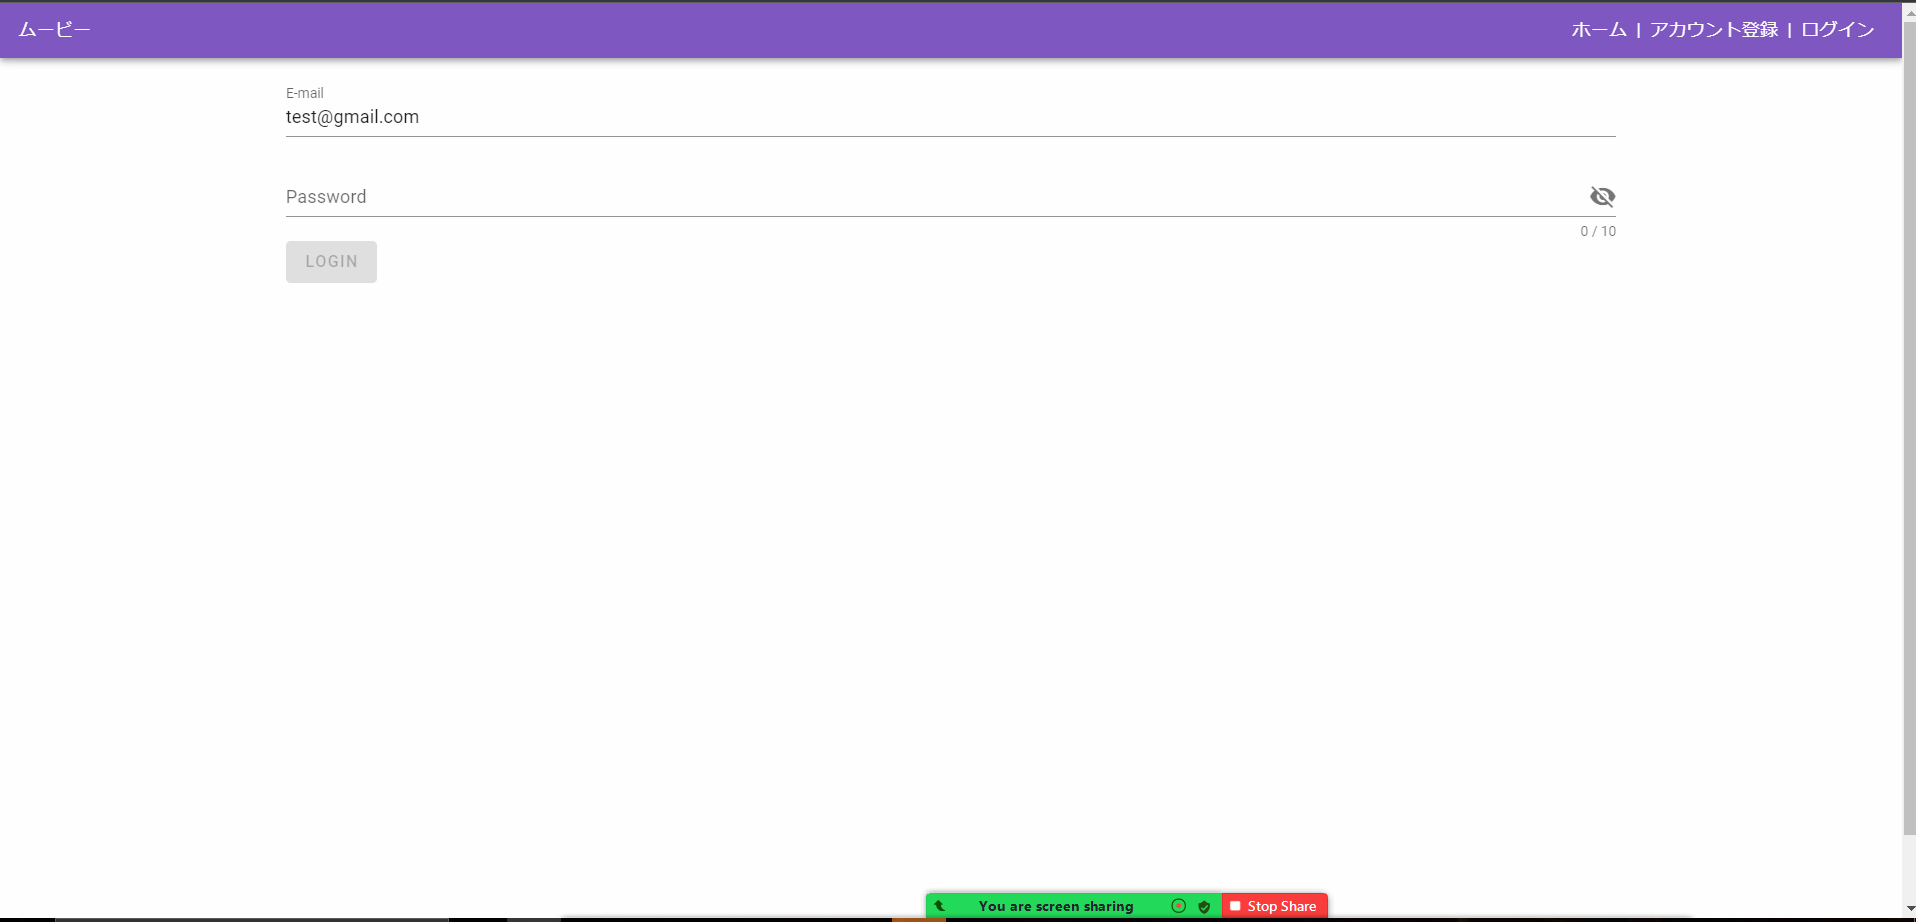 ムービー
ホーム | アカウント登録 | ログイン
E-mail
test@gmail.com
Password
0 / 10
LOGIN
You are screen sharing
Stop Share